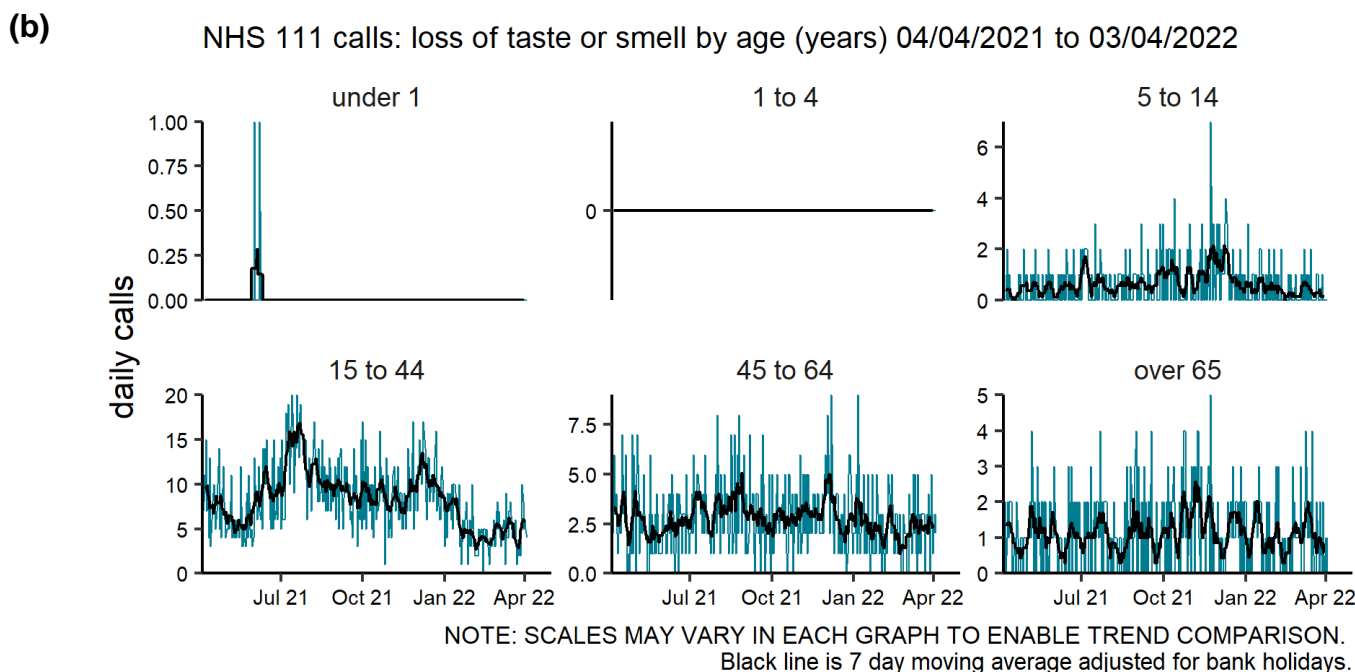 (b)
NHS 111 calls: loss of taste or smell by age (years) 04/04/2021 to 03/04/2022
daily calls
under 1
1.00
0.75
0.50
0.25
0.00
1 to 4
0
5 to 14
6
4
2
0
15 to 44
20
15
10
5
0
Jul 21 Oct 21 Jan 22 Apr 22
45 to 64
7.5
5.0
2.5
0.0
Jul 21 Oct 21 Jan 22 Apr 22
over 65
5
4
3
2
1
0
Jul 21 Oct 21 Jan 22 Apr 22
NOTE: SCALES MAY VARY IN EACH GRAPH TO ENABLE TREND COMPARISON.
Black line is 7 day moving average adjusted for bank holidays.